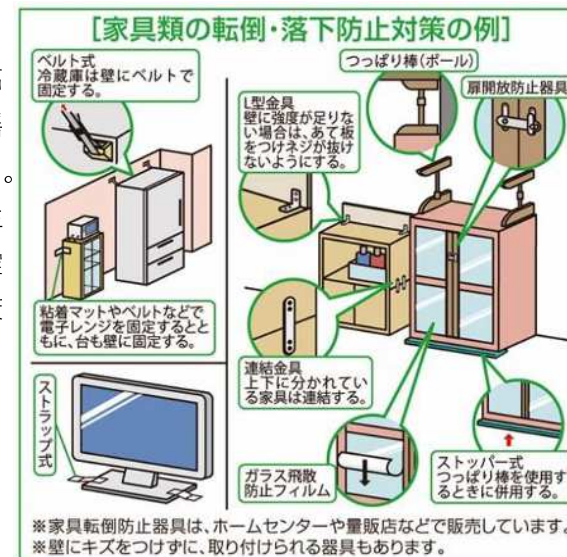 [家具類の転倒・落下防止対策の例]
ベルト式
冷蔵庫は壁にベルトで
固定する。
粘着マットやベルトなどで
電子レンジを固定するとと
もに、台も壁に固定する。
ストラップ式
つっぱり棒(ポール)
扉開放防止器具
L型金具
壁に強度が足りな
い場合は、あて板
をつけネジが抜け
ないようにする。
連結金具
上下に分かれてい
る家具は連結する。
ガラス飛散
防止フィルム
ストッパー式
つっぱり棒を使用す
るときに併用する。
※家具転倒防止器具は、ホームセンターや量販店などで販売しています。
※壁にキズをつけずに、取り付けられる器具もあります。